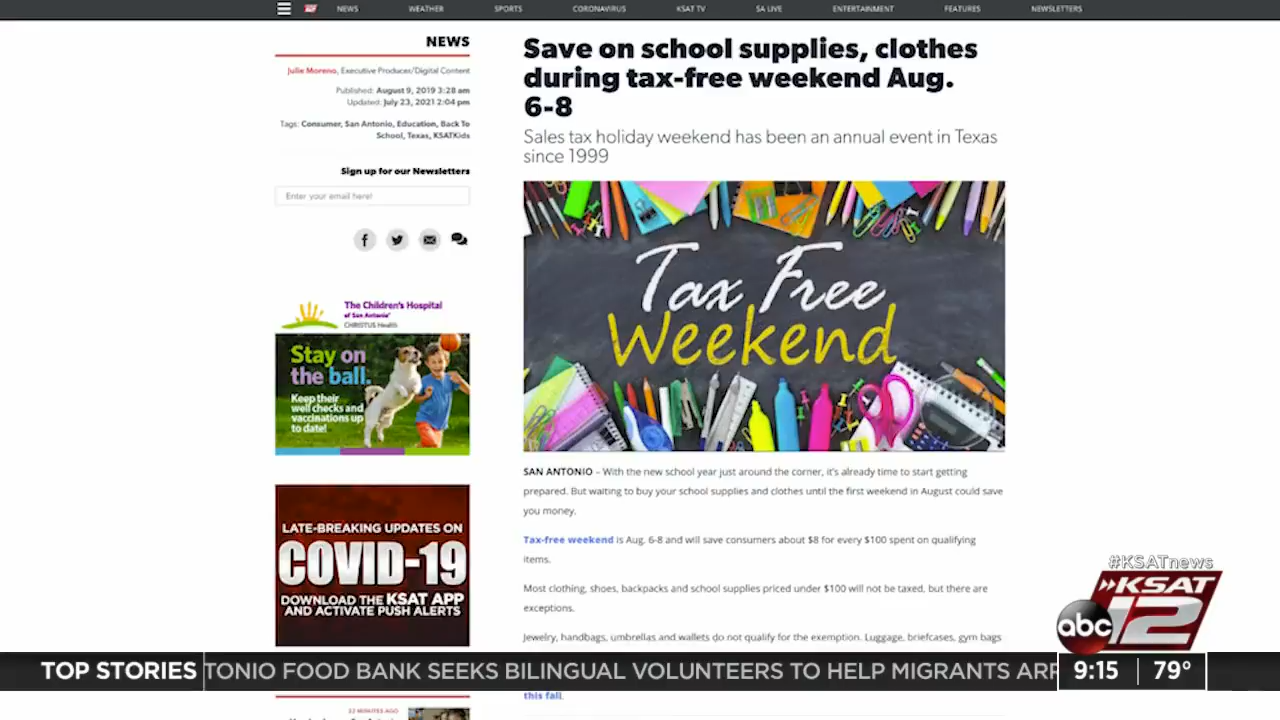 NEWS WEATHER SPORTS CORONAVIRUS KSAT TV SA LIVE ENTERTAINMENT FEATURES NEWSLETTERS
NEWS
Julie Moreno, Executive Producer/Digital Content
Published: August 9, 2019 3:28 am
Updated: July 23, 2021 2:04 pm
Tags: Consumer, San Antonio, Education, Back To
School, Texas, KSATKids
Sign up for our Newsletters
Enter your email here!
The Children's Hospital
of San Antonio
CHRISTUS Health
Stay on
the ball.
Keep their
well checks and
vaccinations up
to date!
LATE-BREAKING UPDATES ON
COVID-19
DOWNLOAD THE KSAT APP
AND ACTIVATE PUSH ALERTS
22 MINUTES AGO
Save on school supplies, clothes
during tax-free weekend Aug.
6-8
Sales tax holiday weekend has been an annual event in Texas
since 1999
Tax Free
Weekend
SAN ANTONIO – With the new school year just around the corner, it's already time to start getting
prepared. But waiting to buy your school supplies and clothes until the first weekend in August could save
you money.
Tax-free weekend is Aug. 6-8 and will save consumers about $8 for every $100 spent on qualifying
items.
Most clothing, shoes, backpacks and school supplies priced under $100 will not be taxed, but there are
exceptions.
Jewelry, handbags, umbrellas and wallets do not qualify for the exemption. Luggage, briefcases, gym bags
this fall.
#KSATnews
KSAT
abc 12
TOP STORIES TONIO FOOD BANK SEEKS BILINGUAL VOLUNTEERS TO HELP MIGRANTS ARR
9:15 79°